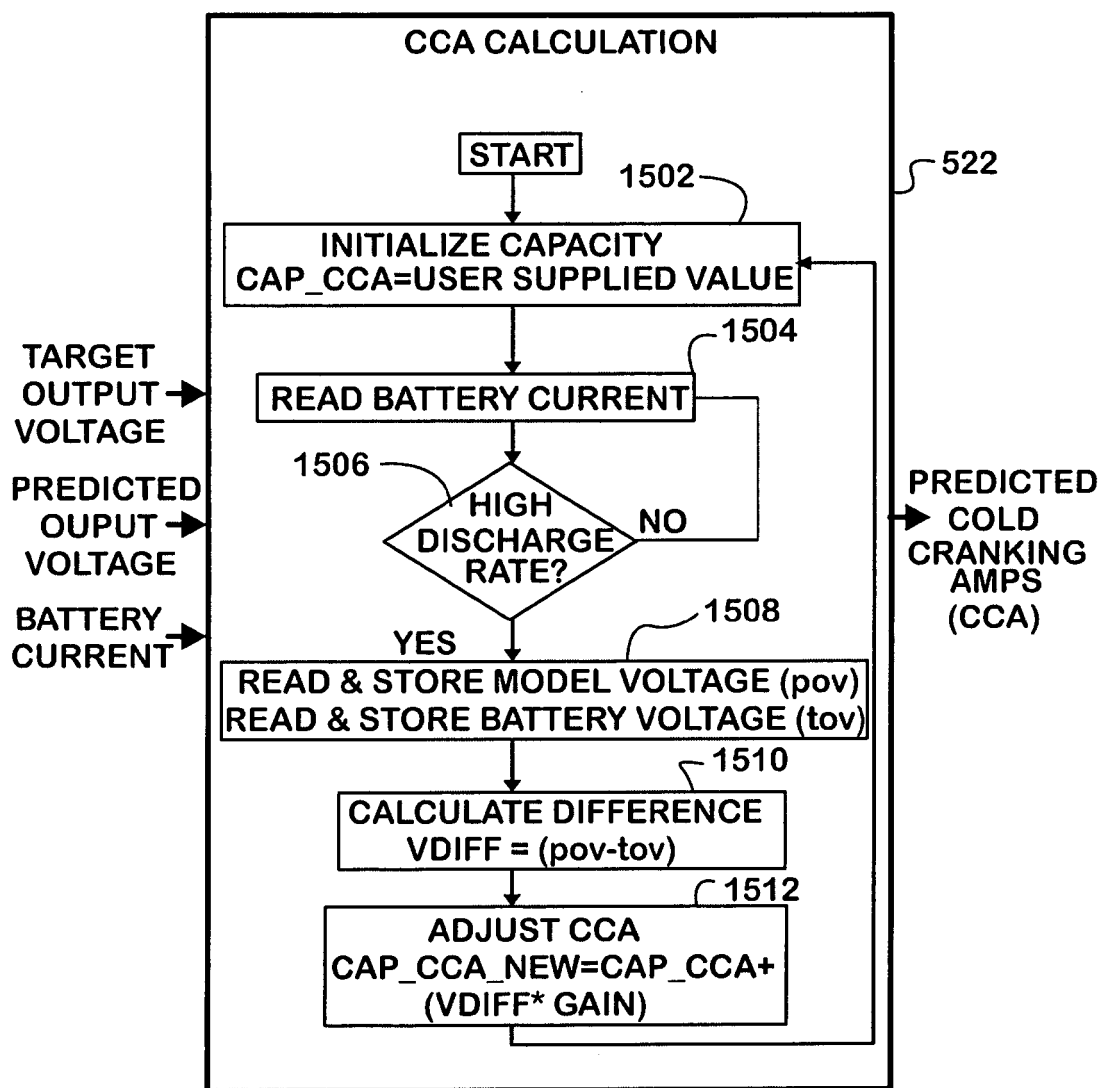 CCA CALCULATION
START
522
1502
INITIALIZE CAPACITY
CAP_CCA=USER SUPPLIED VALUE
1504
READ BATTERY CURRENT
TARGET
OUTPUT
VOLTAGE
1506
HIGH
DISCHARGE
RATE?
NO
PREDICTED
OUPUT
VOLTAGE
PREDICTED
COLD
CRANKING
AMPS
(CCA)
BATTERY
CURRENT
YES
1508
READ & STORE MODEL VOLTAGE (pov)
READ & STORE BATTERY VOLTAGE (tov)
1510
CALCULATE DIFFERENCE
VDIFF = (pov-tov)
1512
ADJUST CCA
CAP_CCA_NEW=CAP_CCA+
(VDIFF* GAIN)